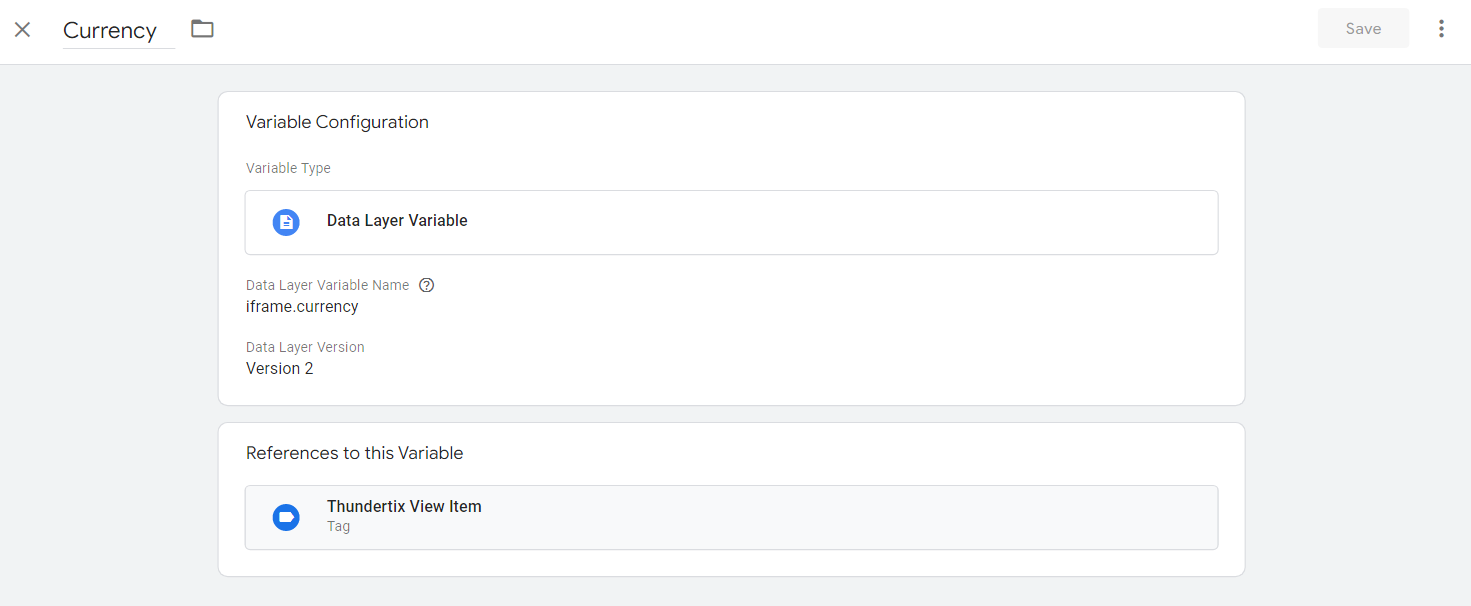 Currency
Save
Variable Configuration
Variable Type
Data Layer Variable
Data Layer Variable Name
iframe.currency
Data Layer Version
Version 2
References to this Variable
Thundertix View Item
Tag